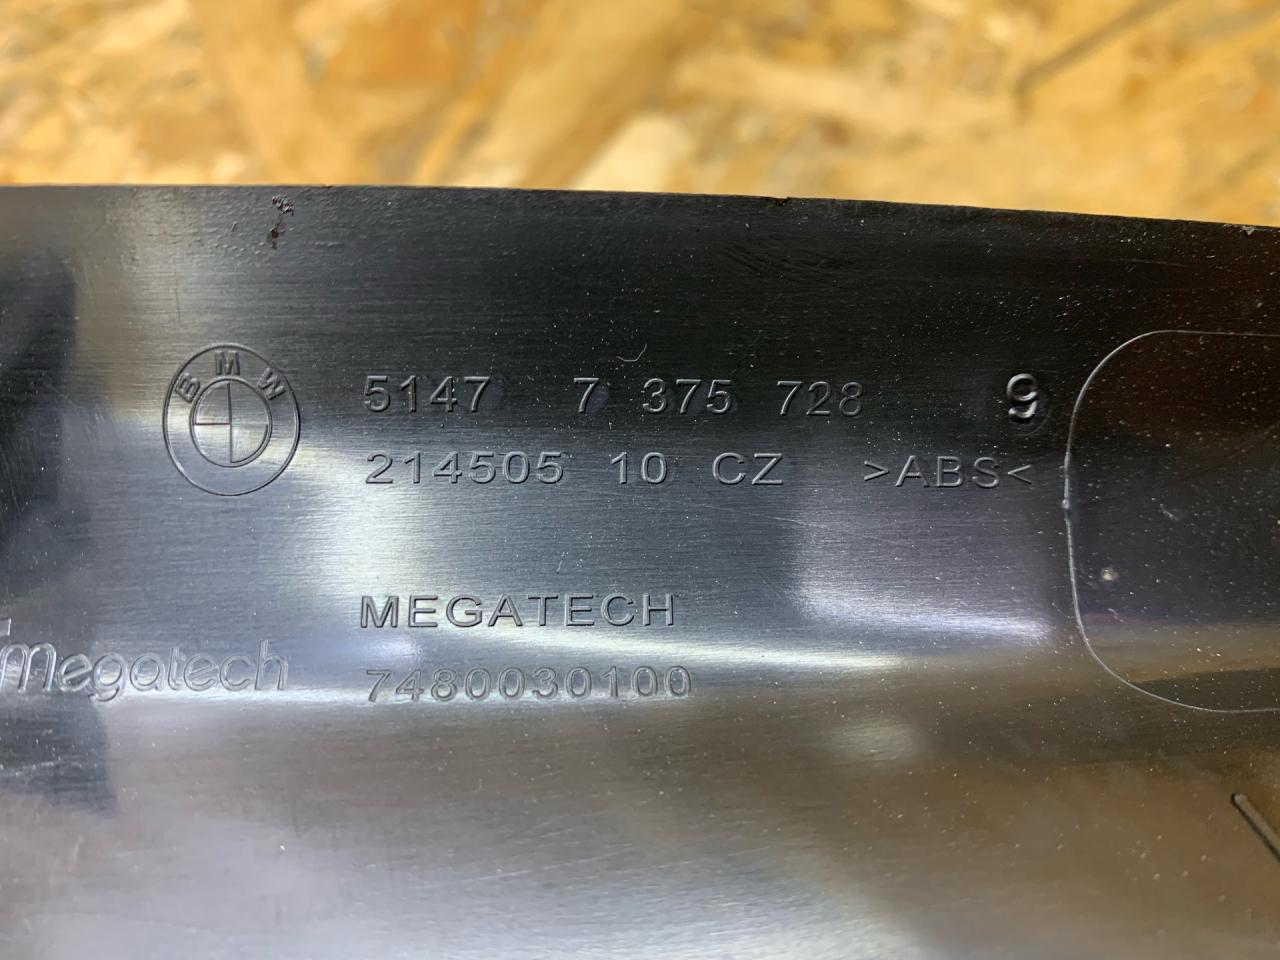 BMW
5147 7 375 728 9
214505 10 CZ >ABS<
MEGATECH
megatech
7480030100